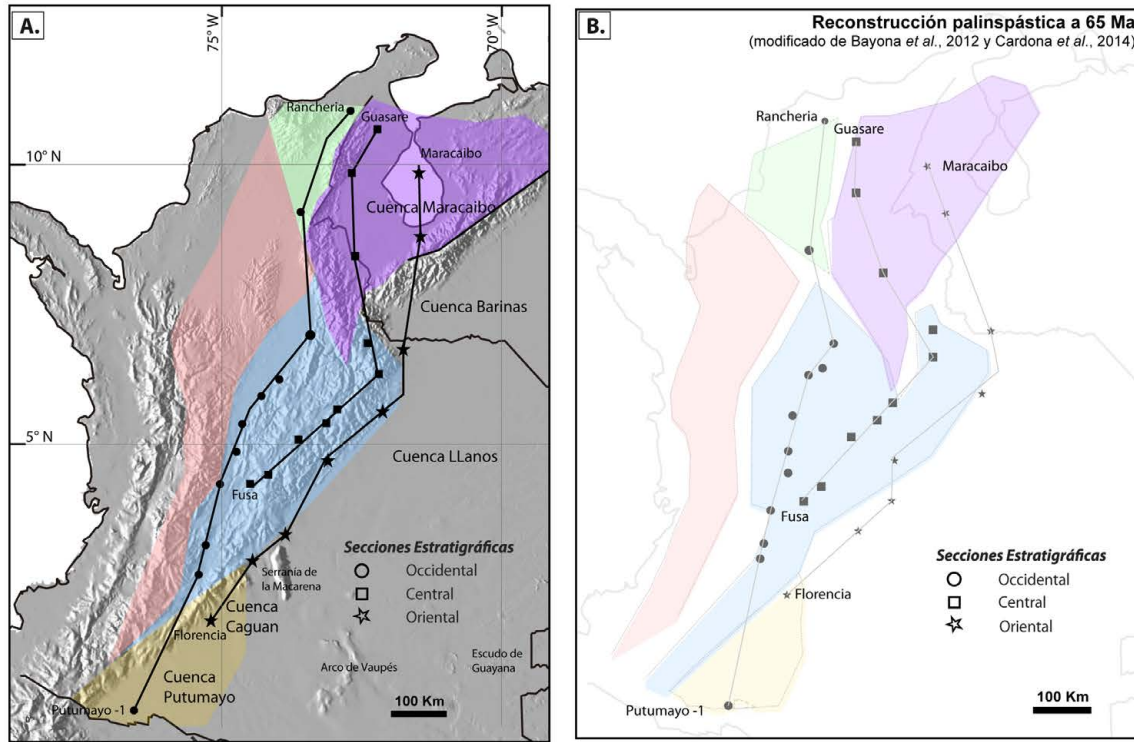 A.
75° W
70° W
Ranchería
Guasare
10° N
Maracaibo
Cuenca Maracaibo
Cuenca Barinas
5° N
Cuenca LLanos
Fusa
Secciones Estratigráficas
Occidental
Central
Oriental
Serranía de
la Macarena
Cuenca
Caguan
Florencia
Cuenca
Putumayo
Arco de Vaupés
Escudo de
Guayana
Putumayo -1
100 Km
B.
Reconstrucción palinspástica a 65 Ma
(modificado de Bayona et al., 2012 y Cardona et al., 2014)
Ranchería
Guasare
Maracaibo
Fusa
Secciones Estratigráficas
Occidental
Central
Oriental
Florencia
Putumayo -1
100 Km